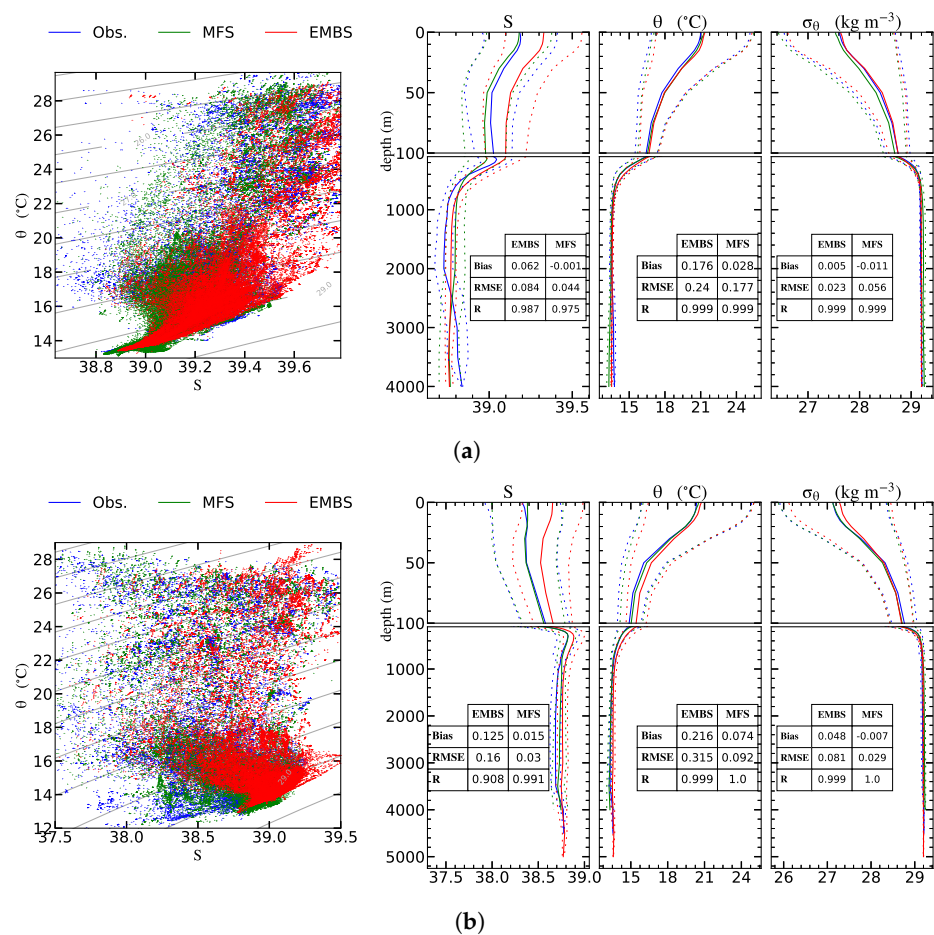 Obs. MFS EMBS
S θ (°C) σθ (kg m⁻³)
28
26
24
22
20
18
16
14
θ (°C)
29.0
38.8 39.0 39.2 39.4 39.6
S
0
50
100
1000
2000
3000
4000
depth (m)
EMBS MFS
Bias 0.062 -0.001
RMSE 0.084 0.044
R 0.987 0.975
39.0 39.6
EMBS MFS
Bias 0.176 0.028
RMSE 0.24 0.177
R 0.999 0.999
15 18 21 24
EMBS MFS
Bias 0.005 -0.011
RMSE 0.023 0.056
R 0.999 0.999
27 28 29
(a)
Obs. MFS EMBS
S θ (°C) σθ (kg m⁻³)
28
26
24
22
20
18
16
14
12
θ (°C)
29.0
37.5 38.0 38.5 39.0 39.5
S
0
50
100
1000
2000
3000
4000
5000
depth (m)
EMBS MFS
Bias 0.125 0.015
RMSE 0.16 0.03
R 0.908 0.991
37.5 38.0 38.5 39.0
EMBS MFS
Bias 0.216 0.074
RMSE 0.315 0.092
R 0.999 1.0
15 18 21 24
EMBS MFS
Bias 0.048 -0.007
RMSE 0.081 0.029
R 0.999 1.0
26 27 28 29
(b)